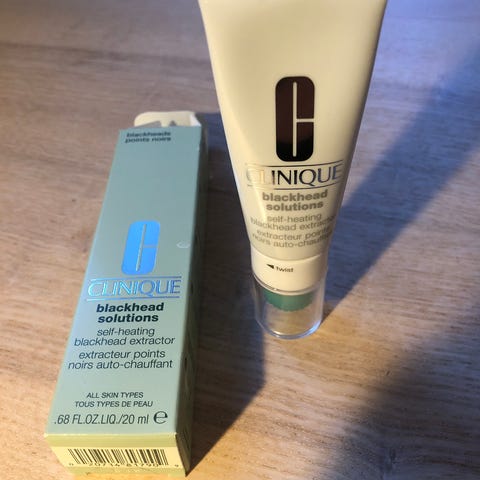 blackheads
points noirs
CLINIQUE
blackhead
solutions
self-heating
blackhead extractor
extracteur points
noirs auto-chauffant
ALL SKIN TYPES
TOUS TYPES DE PEAU
.68 FL.OZ.LIQ./20 ml e
CLINIQUE
blackhead
solutions
self-heating
blackhead extractor
extracteur points
noirs auto-chauffant
Twist